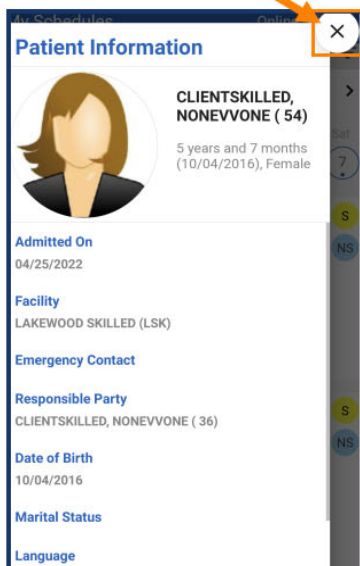 My Schedules Online
Patient Information
CLIENTSKILLED,
NONEVVONE ( 54)
5 years and 7 months
(10/04/2016), Female
Sat
7
S
NS
Admitted On
04/25/2022
Facility
LAKEWOOD SKILLED (LSK)
Emergency Contact
Responsible Party
CLIENTSKILLED, NONEVVONE ( 36)
S
NS
Date of Birth
10/04/2016
Marital Status
Language